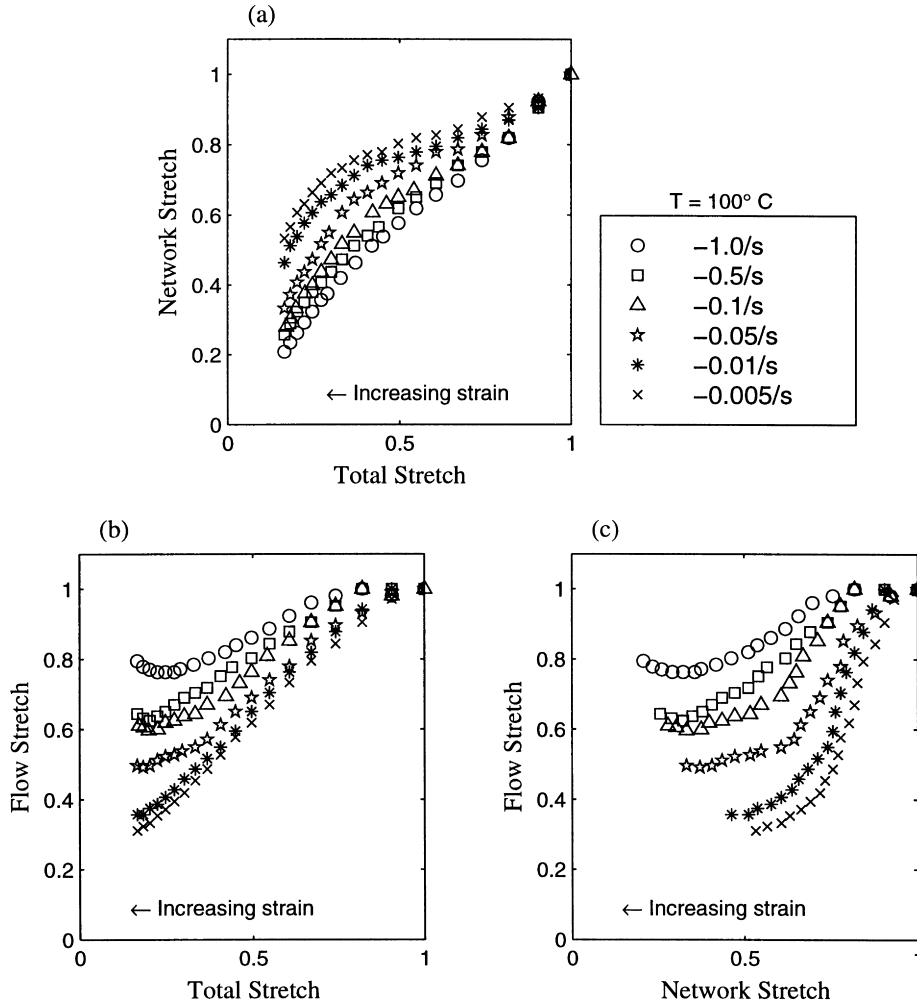 (a)
1
0.8
0.6
0.4
0.2
0
Network Stretch
← Increasing strain
0
0.5
1
Total Stretch
T = 100° C
−1.0/s
−0.5/s
−0.1/s
−0.05/s
−0.01/s
−0.005/s
(b)
1
0.8
0.6
0.4
0.2
0
Flow Stretch
← Increasing strain
0
0.5
1
Total Stretch
(c)
1
0.8
0.6
0.4
0.2
0
Flow Stretch
← Increasing strain
0
0.5
1
Network Stretch